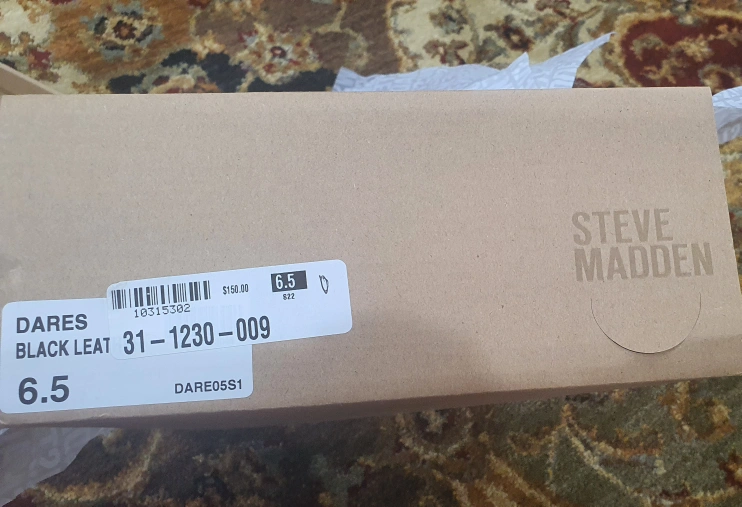 STEVE
MADDEN
10315302
$150.00
6.5
S22
31-1230-009
DARES
BLACK LEAT
6.5
DARE05S1